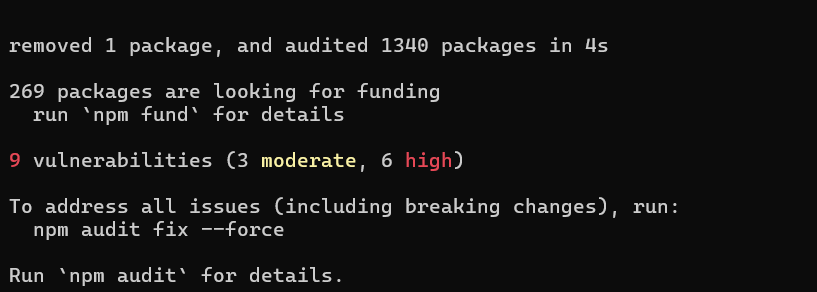 removed 1 package, and audited 1340 packages in 4s
269 packages are looking for funding
  run `npm fund` for details
9 vulnerabilities (3 moderate, 6 high)
To address all issues (including breaking changes), run:
  npm audit fix --force
Run `npm audit` for details.